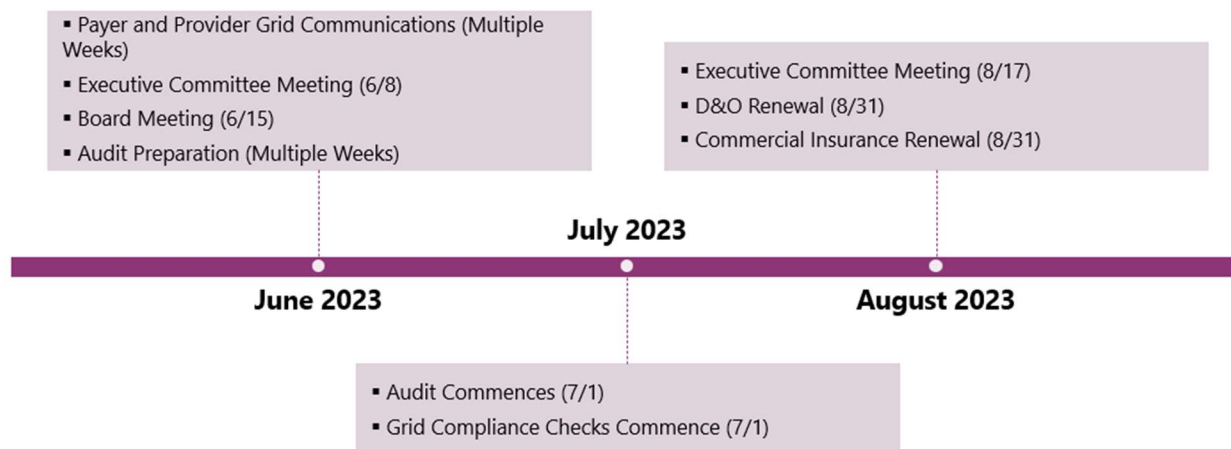 ▪ Payer and Provider Grid Communications (Multiple
Weeks)
▪ Executive Committee Meeting (6/8)
▪ Board Meeting (6/15)
▪ Audit Preparation (Multiple Weeks)
▪ Executive Committee Meeting (8/17)
▪ D&O Renewal (8/31)
▪ Commercial Insurance Renewal (8/31)
July 2023
June 2023
August 2023
▪ Audit Commences (7/1)
▪ Grid Compliance Checks Commence (7/1)